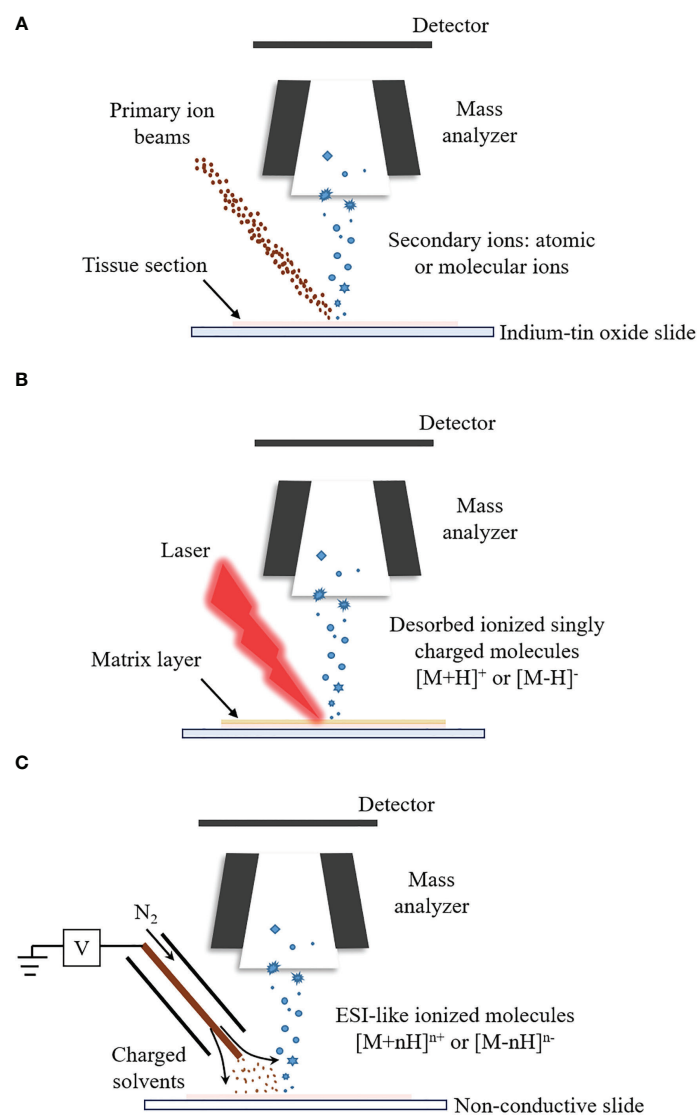 A
Detector
Primary ion
beams
Mass
analyzer
Secondary ions: atomic
or molecular ions
Tissue section
Indium-tin oxide slide
B
Detector
Mass
analyzer
Laser
Desorbed ionized singly
charged molecules
[M+H]⁺ or [M-H]⁻
Matrix layer
C
Detector
Mass
analyzer
N₂
V
ESI-like ionized molecules
[M+nH]ⁿ⁺ or [M-nH]ⁿ⁻
Charged
solvents
Non-conductive slide